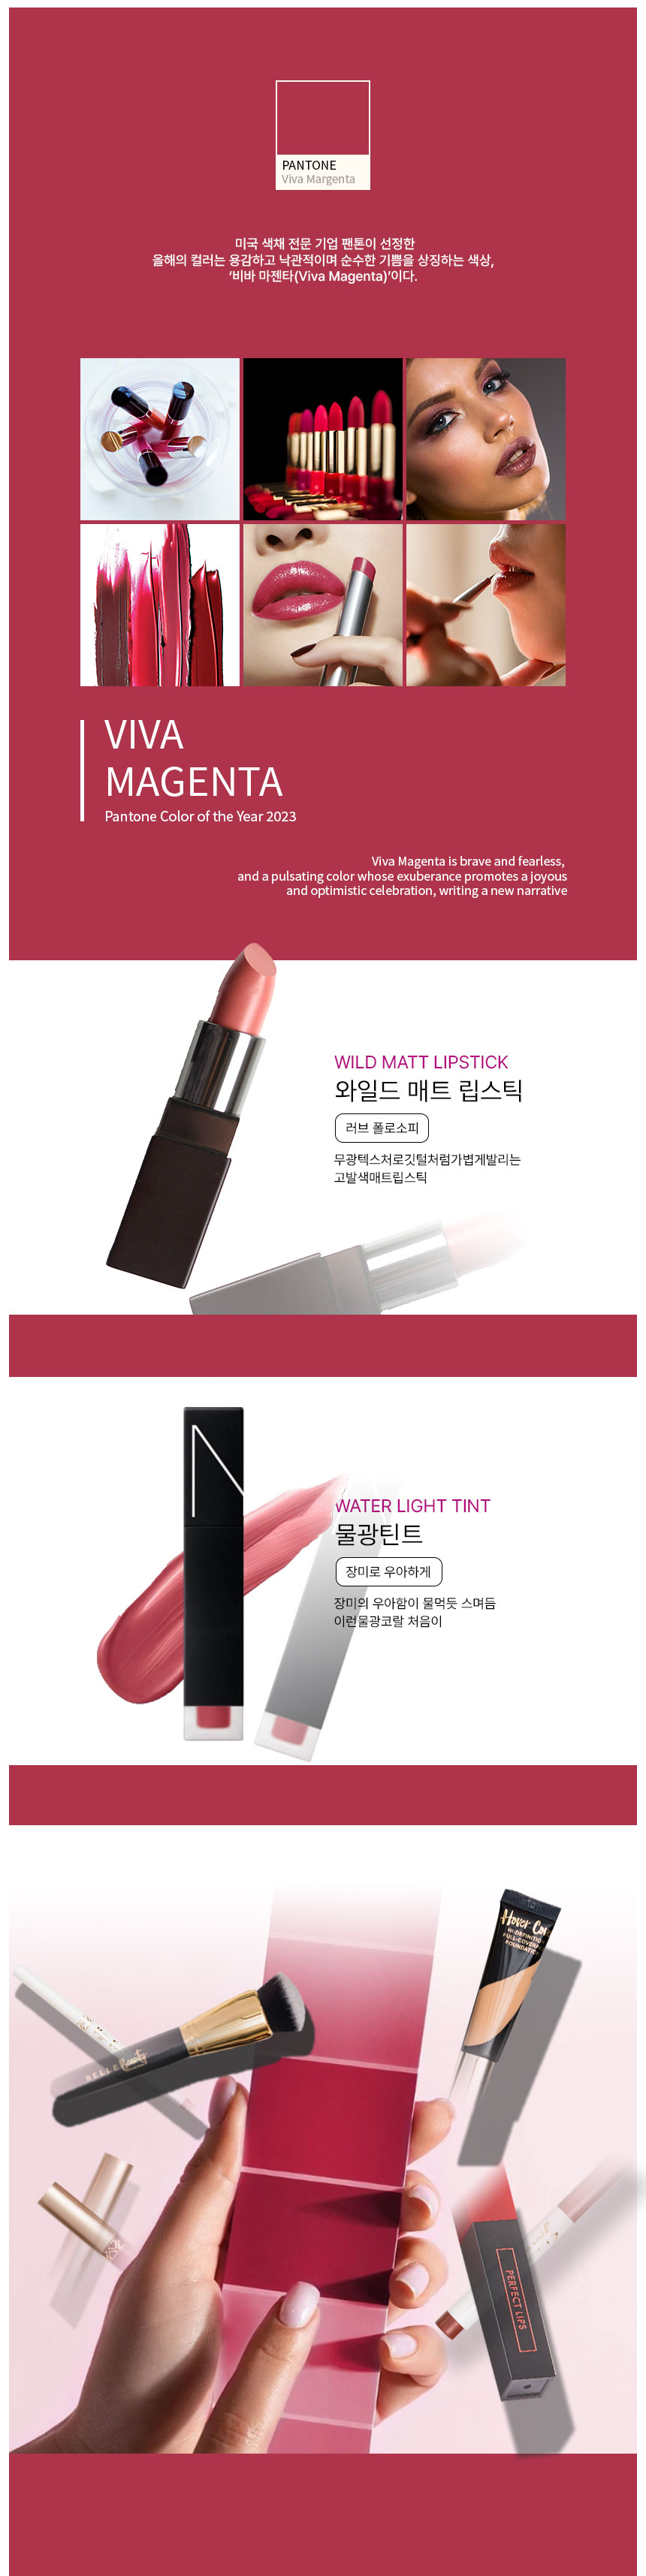 PANTONE
Viva Margenta
미국 색채 전문 기업 팬톤이 선정한
올해의 컬러는 용감하고 낙관적이며 순수한 기쁨을 상징하는 색상,
‘비바 마젠타(Viva Magenta)’이다.
VIVA
MAGENTA
Pantone Color of the Year 2023
Viva Magenta is brave and fearless,
and a pulsating color whose exuberance promotes a joyous
and optimistic celebration, writing a new narrative
WILD MATT LIPSTICK
와일드 매트 립스틱
러브 폴로소피
무광텍스처로깃털처럼가볍게발리는
고발색매트립스틱
WATER LIGHT TINT
물광틴트
장미로 우아하게
장미의 우아함이 물먹듯 스며듬
이런물광코랄 처음이
Hover Cov
HI-DEFINITIO
FULL-COVERA
FOUNDATION
BELLE
PERFECT LIPS